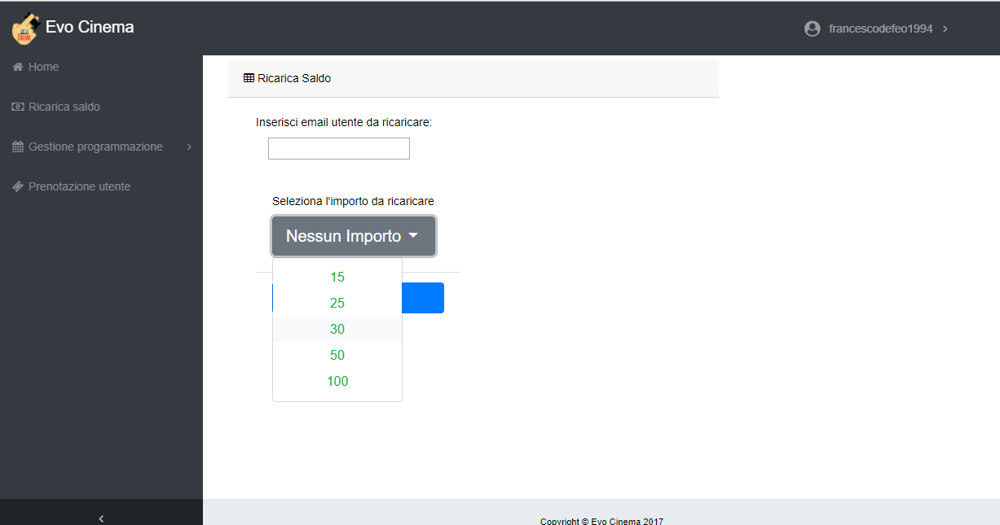 Evo Cinema
francescodefeo1994
Home
Ricarica saldo
Gestione programmazione
Prenotazione utente
Ricarica Saldo
Inserisci email utente da ricaricare:
Seleziona l'importo da ricaricare
Nessun Importo
15
25
30
50
100
Copyright © Evo Cinema 2017